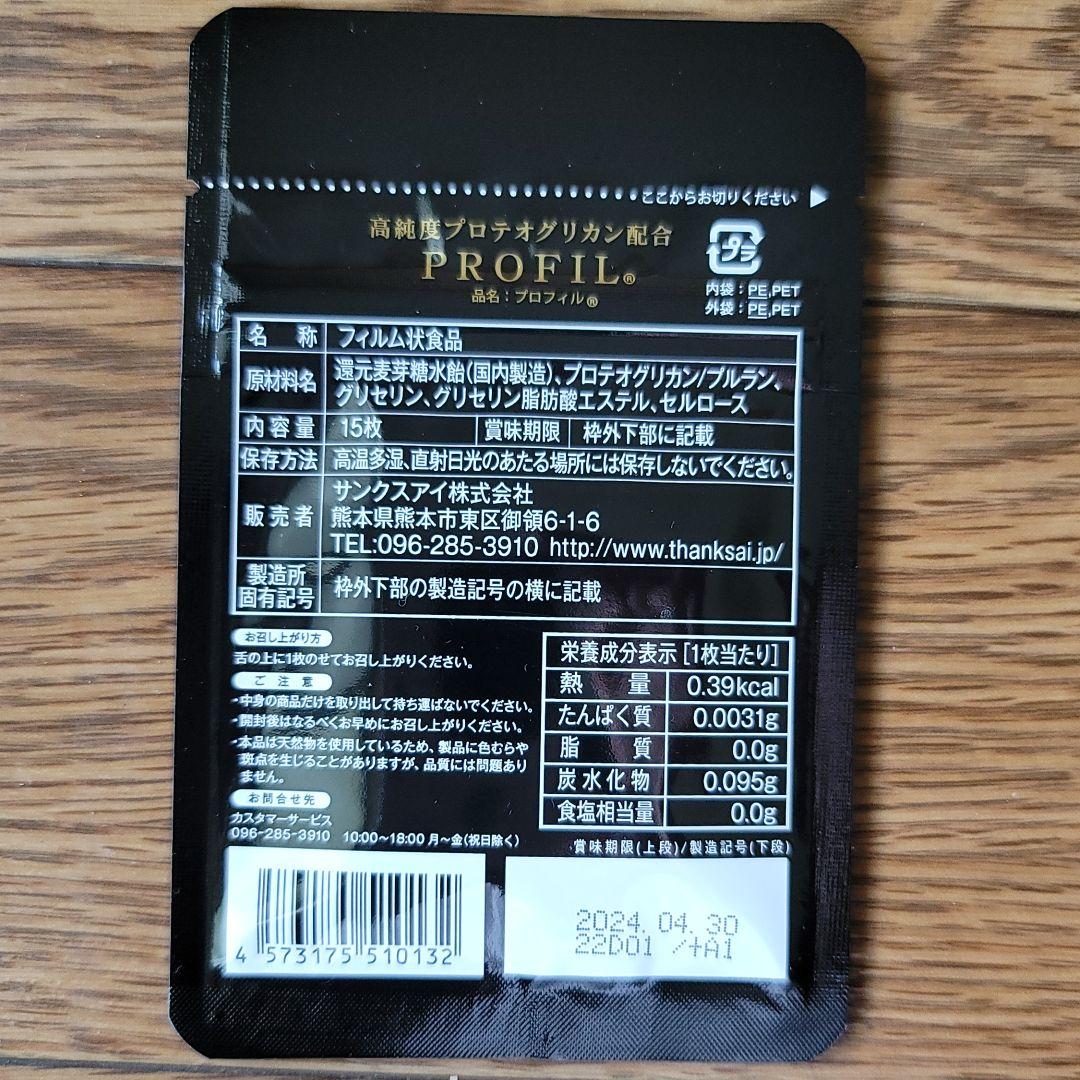 ここからお切りください
高純度プロテオグリカン配合
PROFIL®
品名:プロフィル®
プラ
内袋:PE,PET
外袋:PE,PET
名 称 フィルム状食品
原材料名 還元麦芽糖水飴(国内製造)、プロテオグリカン/プルラン、
グリセリン、グリセリン脂肪酸エステル、セルロース
内容量 15枚 賞味期限 枠外下部に記載
保存方法 高温多湿、直射日光のあたる場所には保存しないでください。
販売者 サンクスアイ株式会社
熊本県熊本市東区御領6-1-6
TEL:096-285-3910 http://www.thanksai.jp/
製造所
固有記号 枠外下部の製造記号の横に記載
お召し上がり方
舌の上に1枚のせてお召し上がりください。
ご注意
・中身の商品だけを取り出して持ち運ばないでください。
・開封後はなるべくお早めにお召し上がりください。
・本品は天然物を使用しているため、製品に色むらや
斑点を生じることがありますが、品質には問題あり
ません。
お問合せ先
カスタマーサービス
096-285-3910 10:00〜18:00 月〜金(祝日除く)
栄養成分表示 [1枚当たり]
熱 量 0.39kcal
たんぱく質 0.0031g
脂 質 0.0g
炭水化物 0.095g
食塩相当量 0.0g
賞味期限(上段)/製造記号(下段)
4 573175 510132
2024. 04. 30
22D01 /+A1